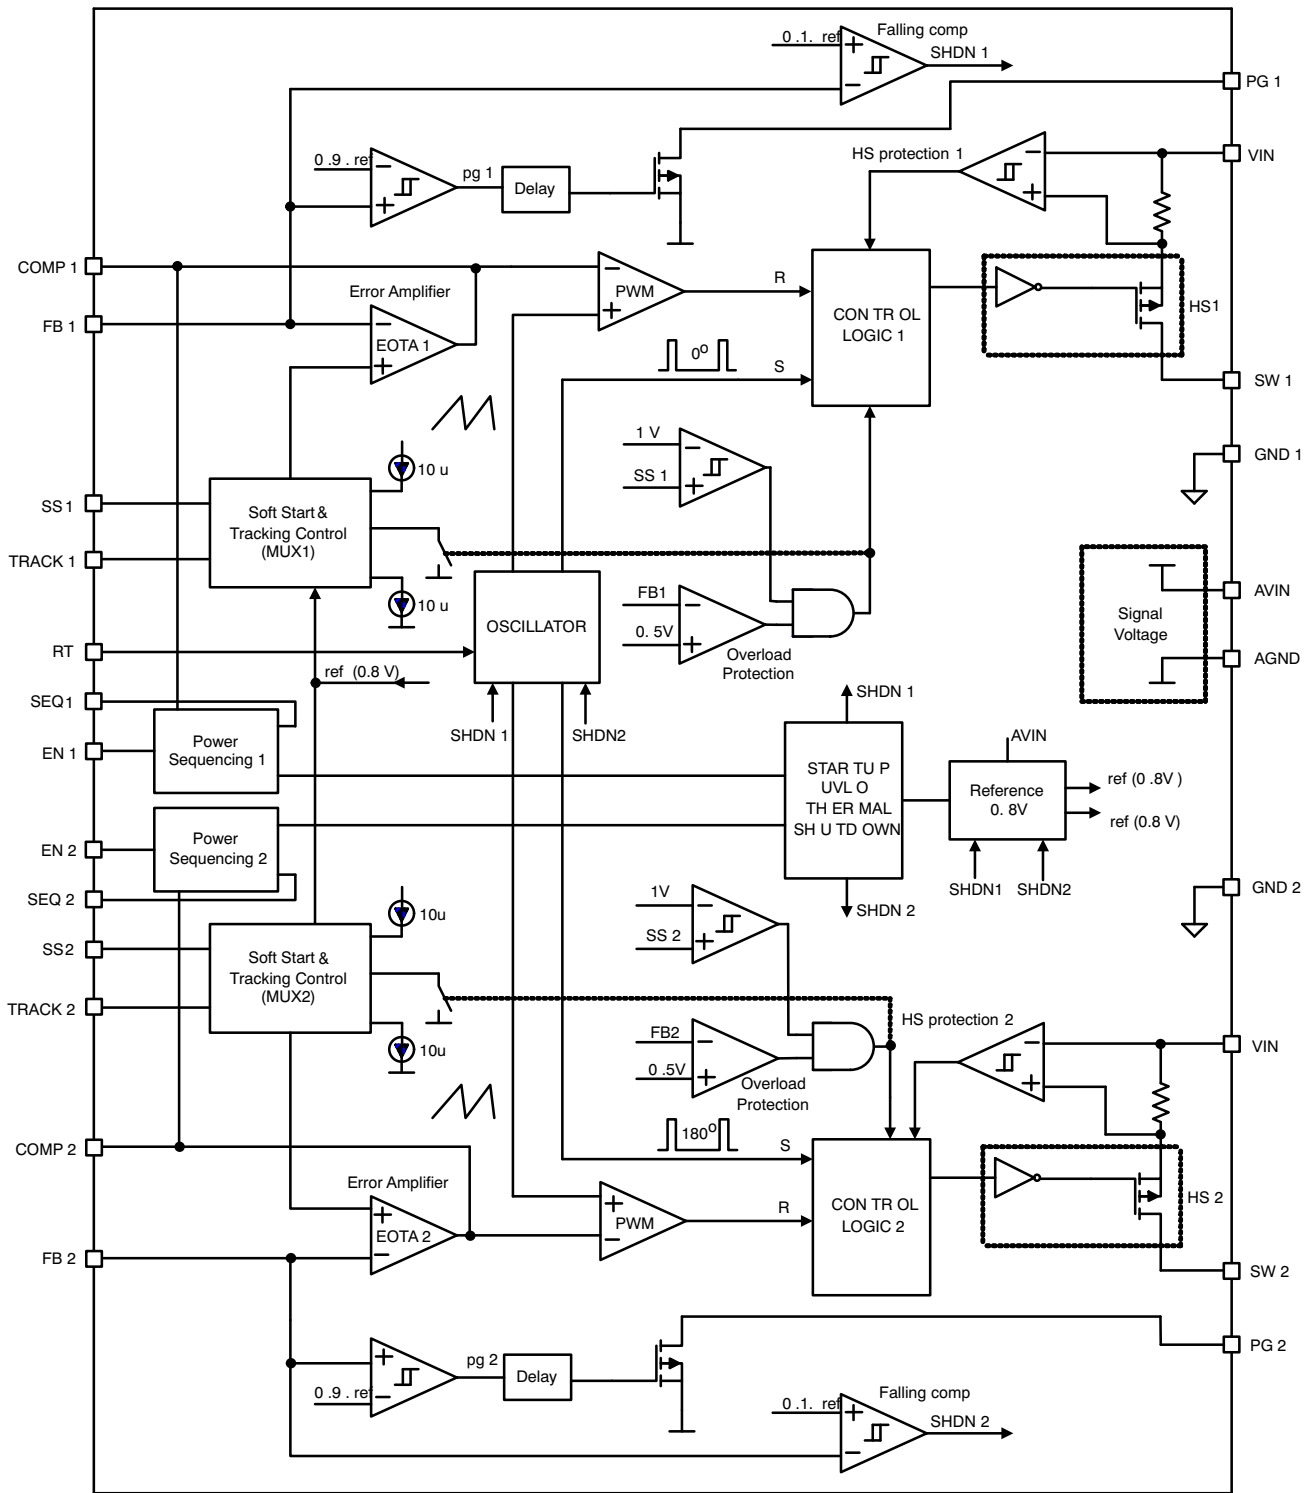 Falling comp
0 .1. ref
SHDN 1
PG 1
0 .9 . ref
pg 1
Delay
HS protection 1
VIN
COMP 1
PWM
R
CON TR OL
LOGIC 1
HS1
Error Amplifier
FB 1
EOTA 1
0o
S
SW 1
1 V
SS 1
GND 1
10 u
SS 1
Soft Start &
Tracking Control
(MUX1)
TRACK 1
10 u
OSCILLATOR
FB1
0. 5V
Overload
Protection
Signal
Voltage
AVIN
AGND
RT
ref (0.8 V)
SEQ1
SHDN 1
SHDN2
SHDN 1
EN 1
Power
Sequencing 1
STAR TU P
UVL O
TH ER MAL
SH U TD OWN
AVIN
Reference
0. 8V
ref (0 .8V )
ref (0.8 V)
EN 2
Power
Sequencing 2
SHDN1
SHDN2
SEQ 2
SHDN 2
GND 2
10u
1V
SS 2
SS2
Soft Start &
Tracking Control
(MUX2)
TRACK 2
10u
FB2
0 .5V
Overload
Protection
HS protection 2
VIN
180o
S
COMP 2
Error Amplifier
EOTA 2
PWM
R
CON TR OL
LOGIC 2
HS 2
FB 2
SW 2
PG 2
pg 2
Delay
0 .9 . ref
Falling comp
0 .1. ref
SHDN 2